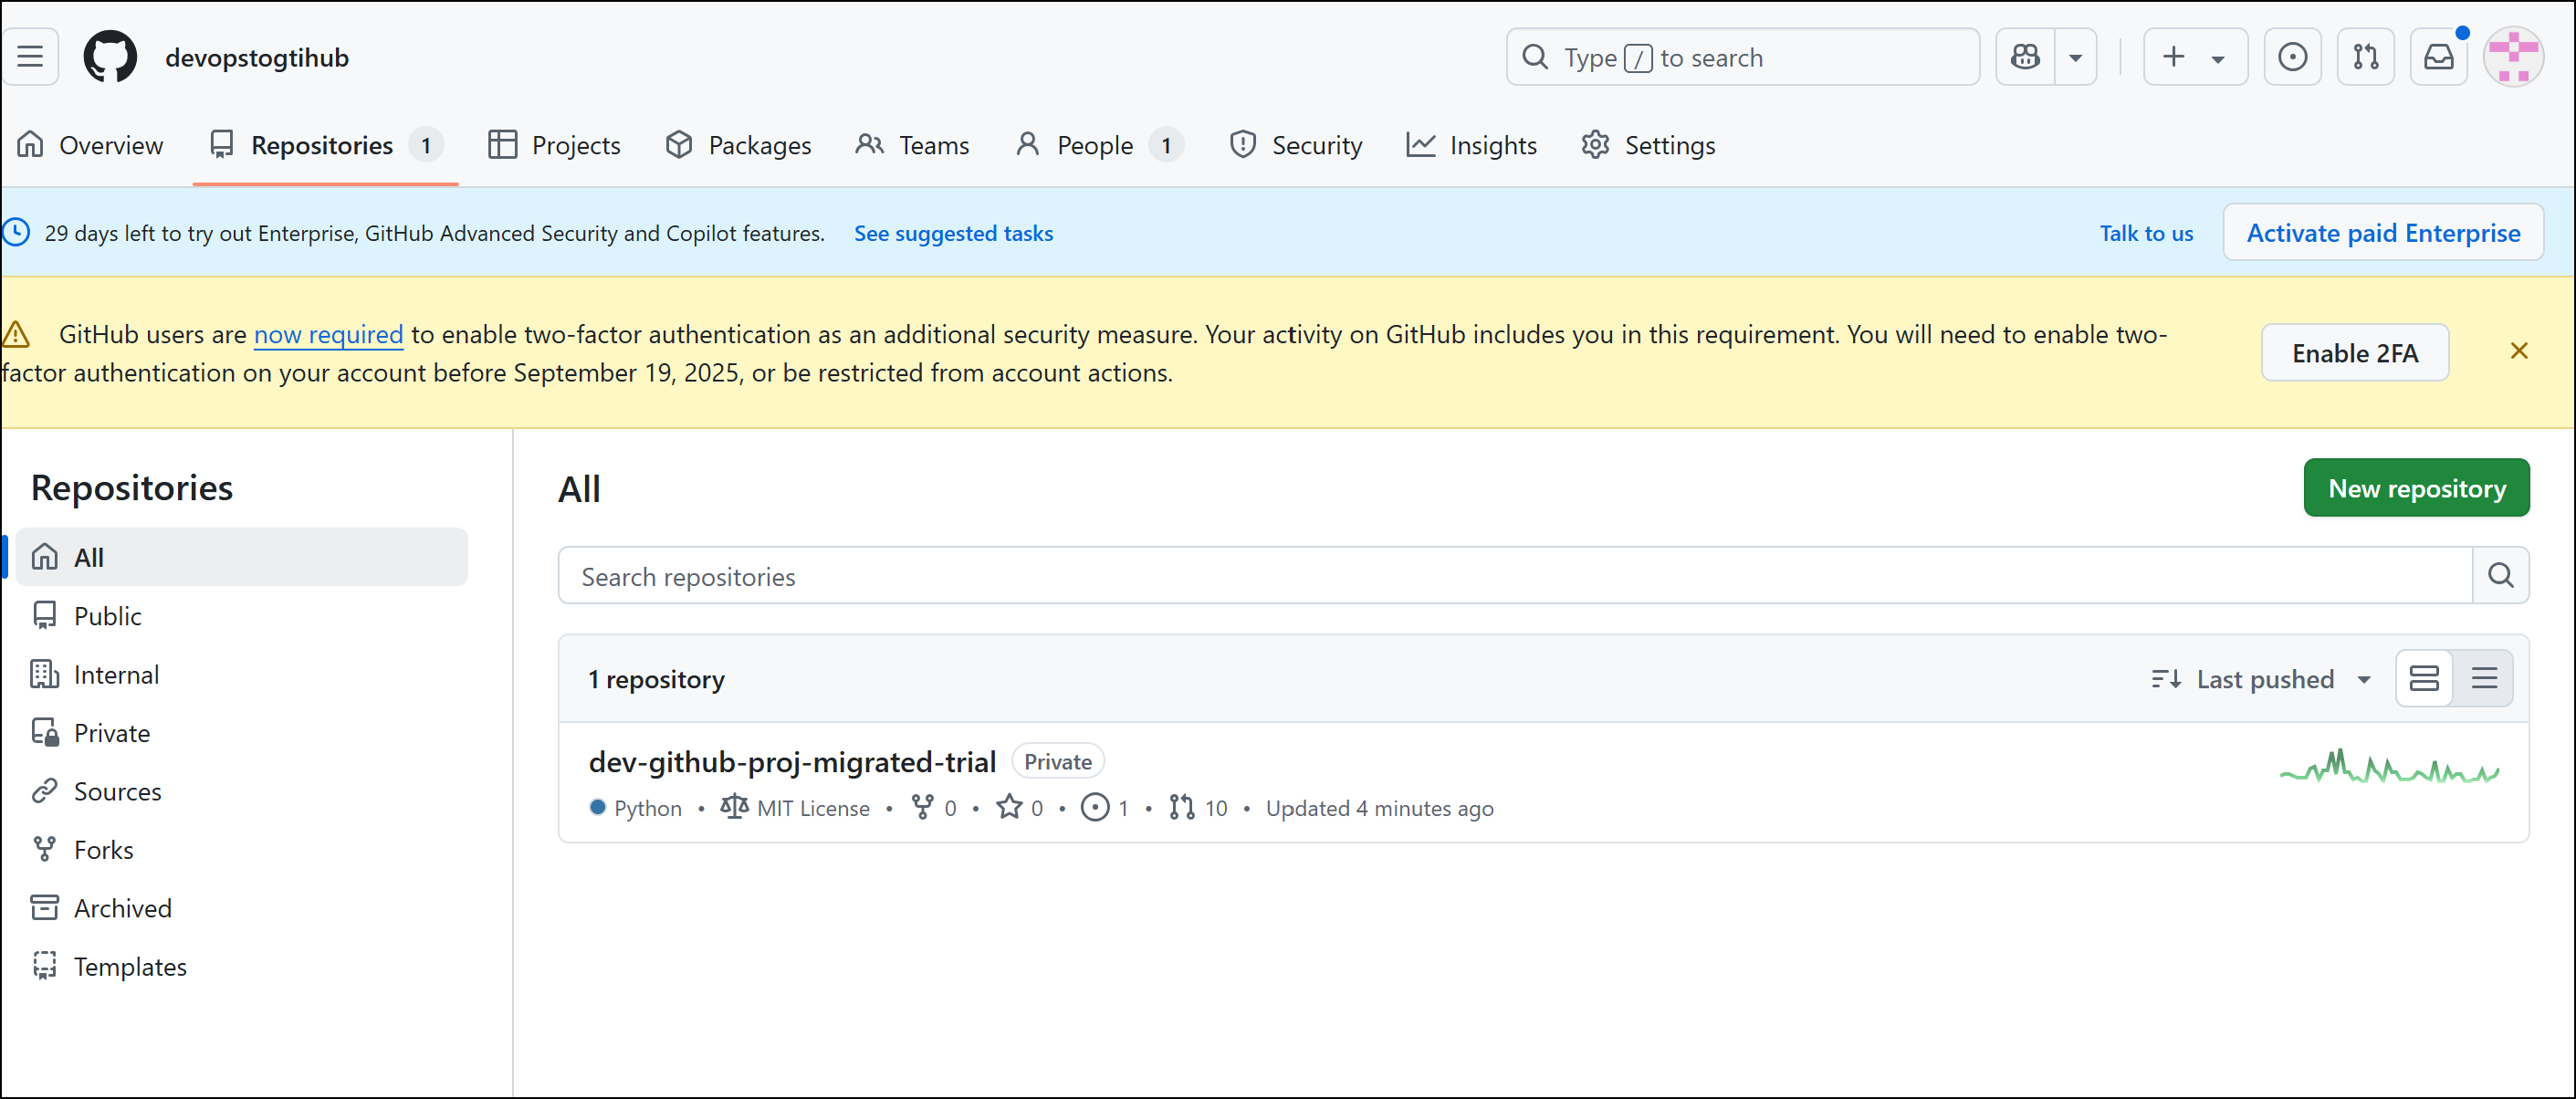 devopstogtihub
Type / to search
Overview Repositories 1 Projects Packages Teams People 1 Security Insights Settings
29 days left to try out Enterprise, GitHub Advanced Security and Copilot features. See suggested tasks Talk to us Activate paid Enterprise
GitHub users are now required to enable two-factor authentication as an additional security measure. Your activity on GitHub includes you in this requirement. You will need to enable two-
factor authentication on your account before September 19, 2025, or be restricted from account actions.
Enable 2FA
Repositories
All
Public
Internal
Private
Sources
Forks
Archived
Templates
All
New repository
Search repositories
1 repository Last pushed
dev-github-proj-migrated-trial Private
Python • MIT License • 0 • 0 • 1 • 10 • Updated 4 minutes ago